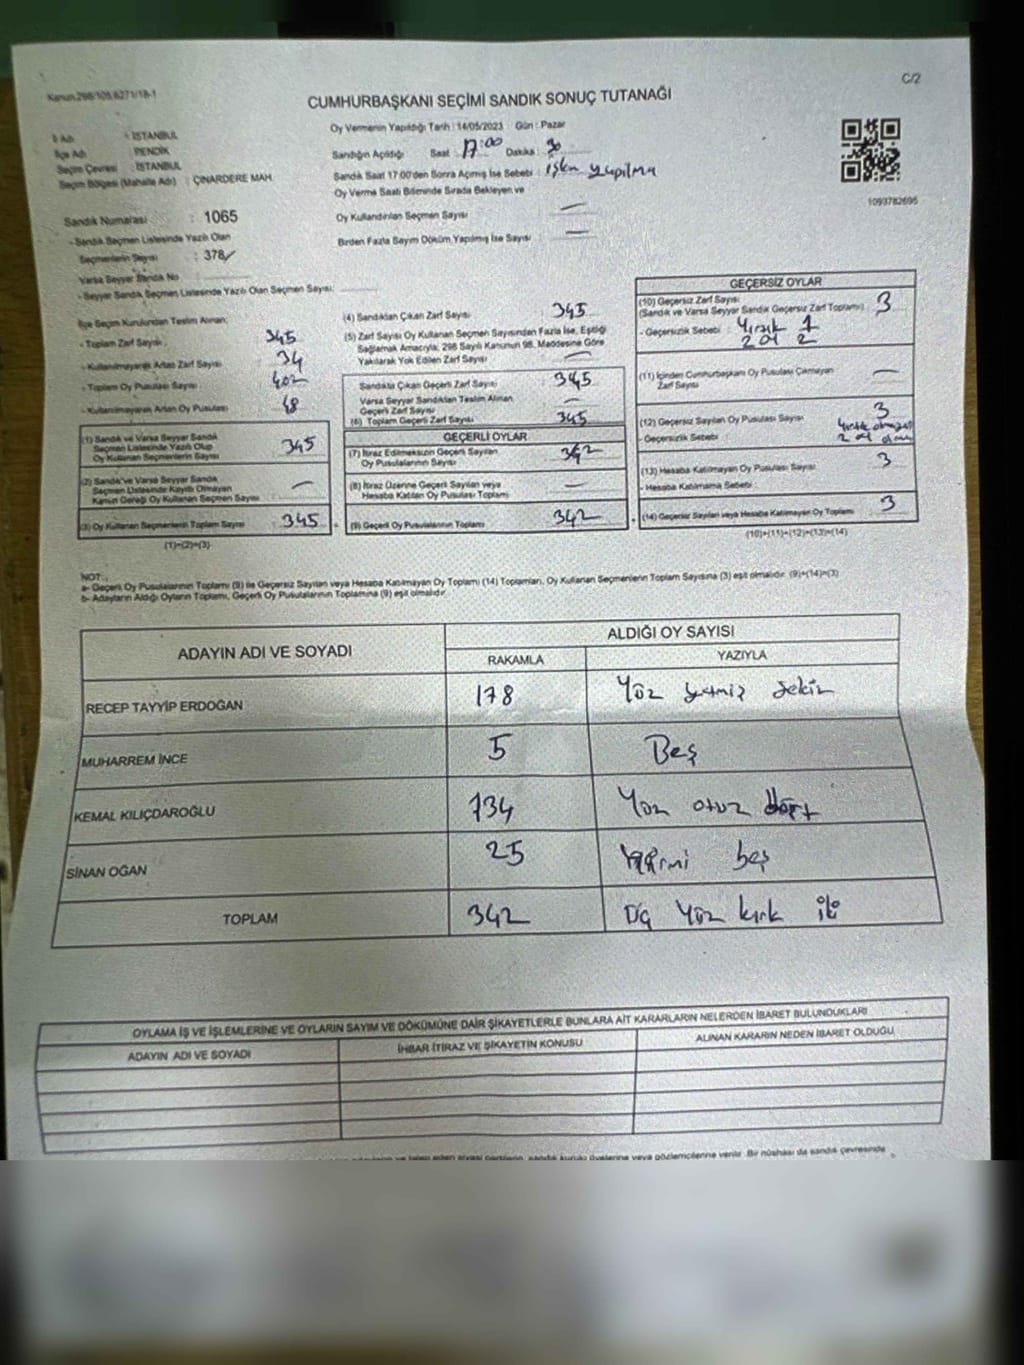 Kanun:298/105,6271/18-1
C/2
CUMHURBAŞKANI SEÇİMİ SANDIK SONUÇ TUTANAĞI
İl Adı : İSTANBUL
İlçe Adı : PENDİK
Seçim Çevresi : İSTANBUL
Seçim Bölgesi (Mahalle Adı) : ÇINARDERE MAH.
Sandık Numarası : 1065
- Sandık Seçmen Listesinde Yazılı Olan
Seçmenlerin Sayısı : 378
Varsa Seyyar Sandık No
- Seyyar Sandık Seçmen Listesinde Yazılı Olan Seçmen Sayısı:
Oy Vermenin Yapıldığı Tarih : 14/05/2023 Gün : Pazar
Sandığın Açıldığı Saat : 17:00 Dakika : 30
Sandık Saat 17:00'den Sonra Açmış İse Sebebi : yapılma
Oy Verme Saati Bitiminde Sırada Bekleyen ve
Oy Kullandırılan Seçmen Sayısı : —
Birden Fazla Sayım Döküm Yapılmış İse Sayısı : —
1093782695
İlçe Seçim Kurulundan Teslim Alınan;
- Toplam Zarf Sayısı : 345
- Kullanılmayarak Artan Zarf Sayısı : 34
- Toplam Oy Pusulası Sayısı : 402
- Kullanılmayarak Artan Oy Pusulası : 48
(1) Sandık ve Varsa Seyyar Sandık
Seçmen Listesinde Yazılı Olup
Oy Kullanan Seçmenlerin Sayısı 345
(2) Sandık ve Varsa Seyyar Sandık
Seçmen Listesinde Kayıtlı Olmayan
Kanun Gereği Oy Kullanan Seçmen Sayısı —
(3) Oy Kullanan Seçmenlerin Toplam Sayısı 345
(1)+(2)=(3)
(4) Sandıktan Çıkan Zarf Sayısı : 345
(5) Zarf Sayısı Oy Kullanan Seçmen Sayısından Fazla İse, Eşitliği
Sağlamak Amacıyla, 298 Sayılı Kanunun 98. Maddesine Göre
Yakılarak Yok Edilen Zarf Sayısı : —
Sandıkta Çıkan Geçerli Zarf Sayısı : 345
Varsa Seyyar Sandıktan Teslim Alınan
Geçerli Zarf Sayısı : —
(6) Toplam Geçerli Zarf Sayısı : 345
GEÇERLİ OYLAR
(7) İtiraz Edilmeksizin Geçerli Sayılan
Oy Pusulalarının Sayısı 342
(8) İtiraz Üzerine Geçerli Sayılan veya
Hesaba Katılan Oy Pusulası Toplamı —
(9) Geçerli Oy Pusulalarının Toplamı 342
GEÇERSİZ OYLAR
(10) Geçersiz Zarf Sayısı
(Sandık ve Varsa Seyyar Sandık Geçersiz Zarf Toplamı) : 3
- Geçersizlik Sebebi : 1
2
(11) İçinden Cumhurbaşkanı Oy Pusulası Çıkmayan
Zarf Sayısı —
(12) Geçersiz Sayılan Oy Pusulası Sayısı 3
- Geçersizlik Sebebi
(13) Hesaba Katılmayan Oy Pusulası Sayısı 3
- Hesaba Katılmama Sebebi
(14) Geçersiz Sayılan veya Hesaba Katılmayan Oy Toplamı 3
(10)+(11)+(12)+(13)=(14)
NOT :
a- Geçerli Oy Pusulalarının Toplamı (9) ile Geçersiz Sayılan veya Hesaba Katılmayan Oy Toplamı (14) Toplamları, Oy Kullanan Seçmenlerin Toplam Sayısına (3) eşit olmalıdır. (9)+(14)=(3)
b- Adayların Aldığı Oyların Toplamı, Geçerli Oy Pusulalarının Toplamına (9) eşit olmalıdır.
ADAYIN ADI VE SOYADI
ALDIĞI OY SAYISI
RAKAMLA YAZIYLA
RECEP TAYYİP ERDOĞAN 178 Yüz yetmiş sekiz
MUHARREM İNCE 5 Beş
KEMAL KILIÇDAROĞLU 134 Yüz otuz dört
SİNAN OĞAN 25 Yirmi beş
TOPLAM 342 Üç Yüz kırk iki
OYLAMA İŞ VE İŞLEMLERİNE VE OYLARIN SAYIM VE DÖKÜMÜNE DAİR ŞİKAYETLERLE BUNLARA AİT KARARLARIN NELERDEN İBARET BULUNDUKLARI
ADAYIN ADI VE SOYADI İHBAR İTİRAZ VE ŞİKAYETİN KONUSU ALINAN KARARIN NEDEN İBARET OLDUĞU
sandık kurulu üyelerine veya gözlemcilerine verilir. Bir nüshası da sandık çevresinde